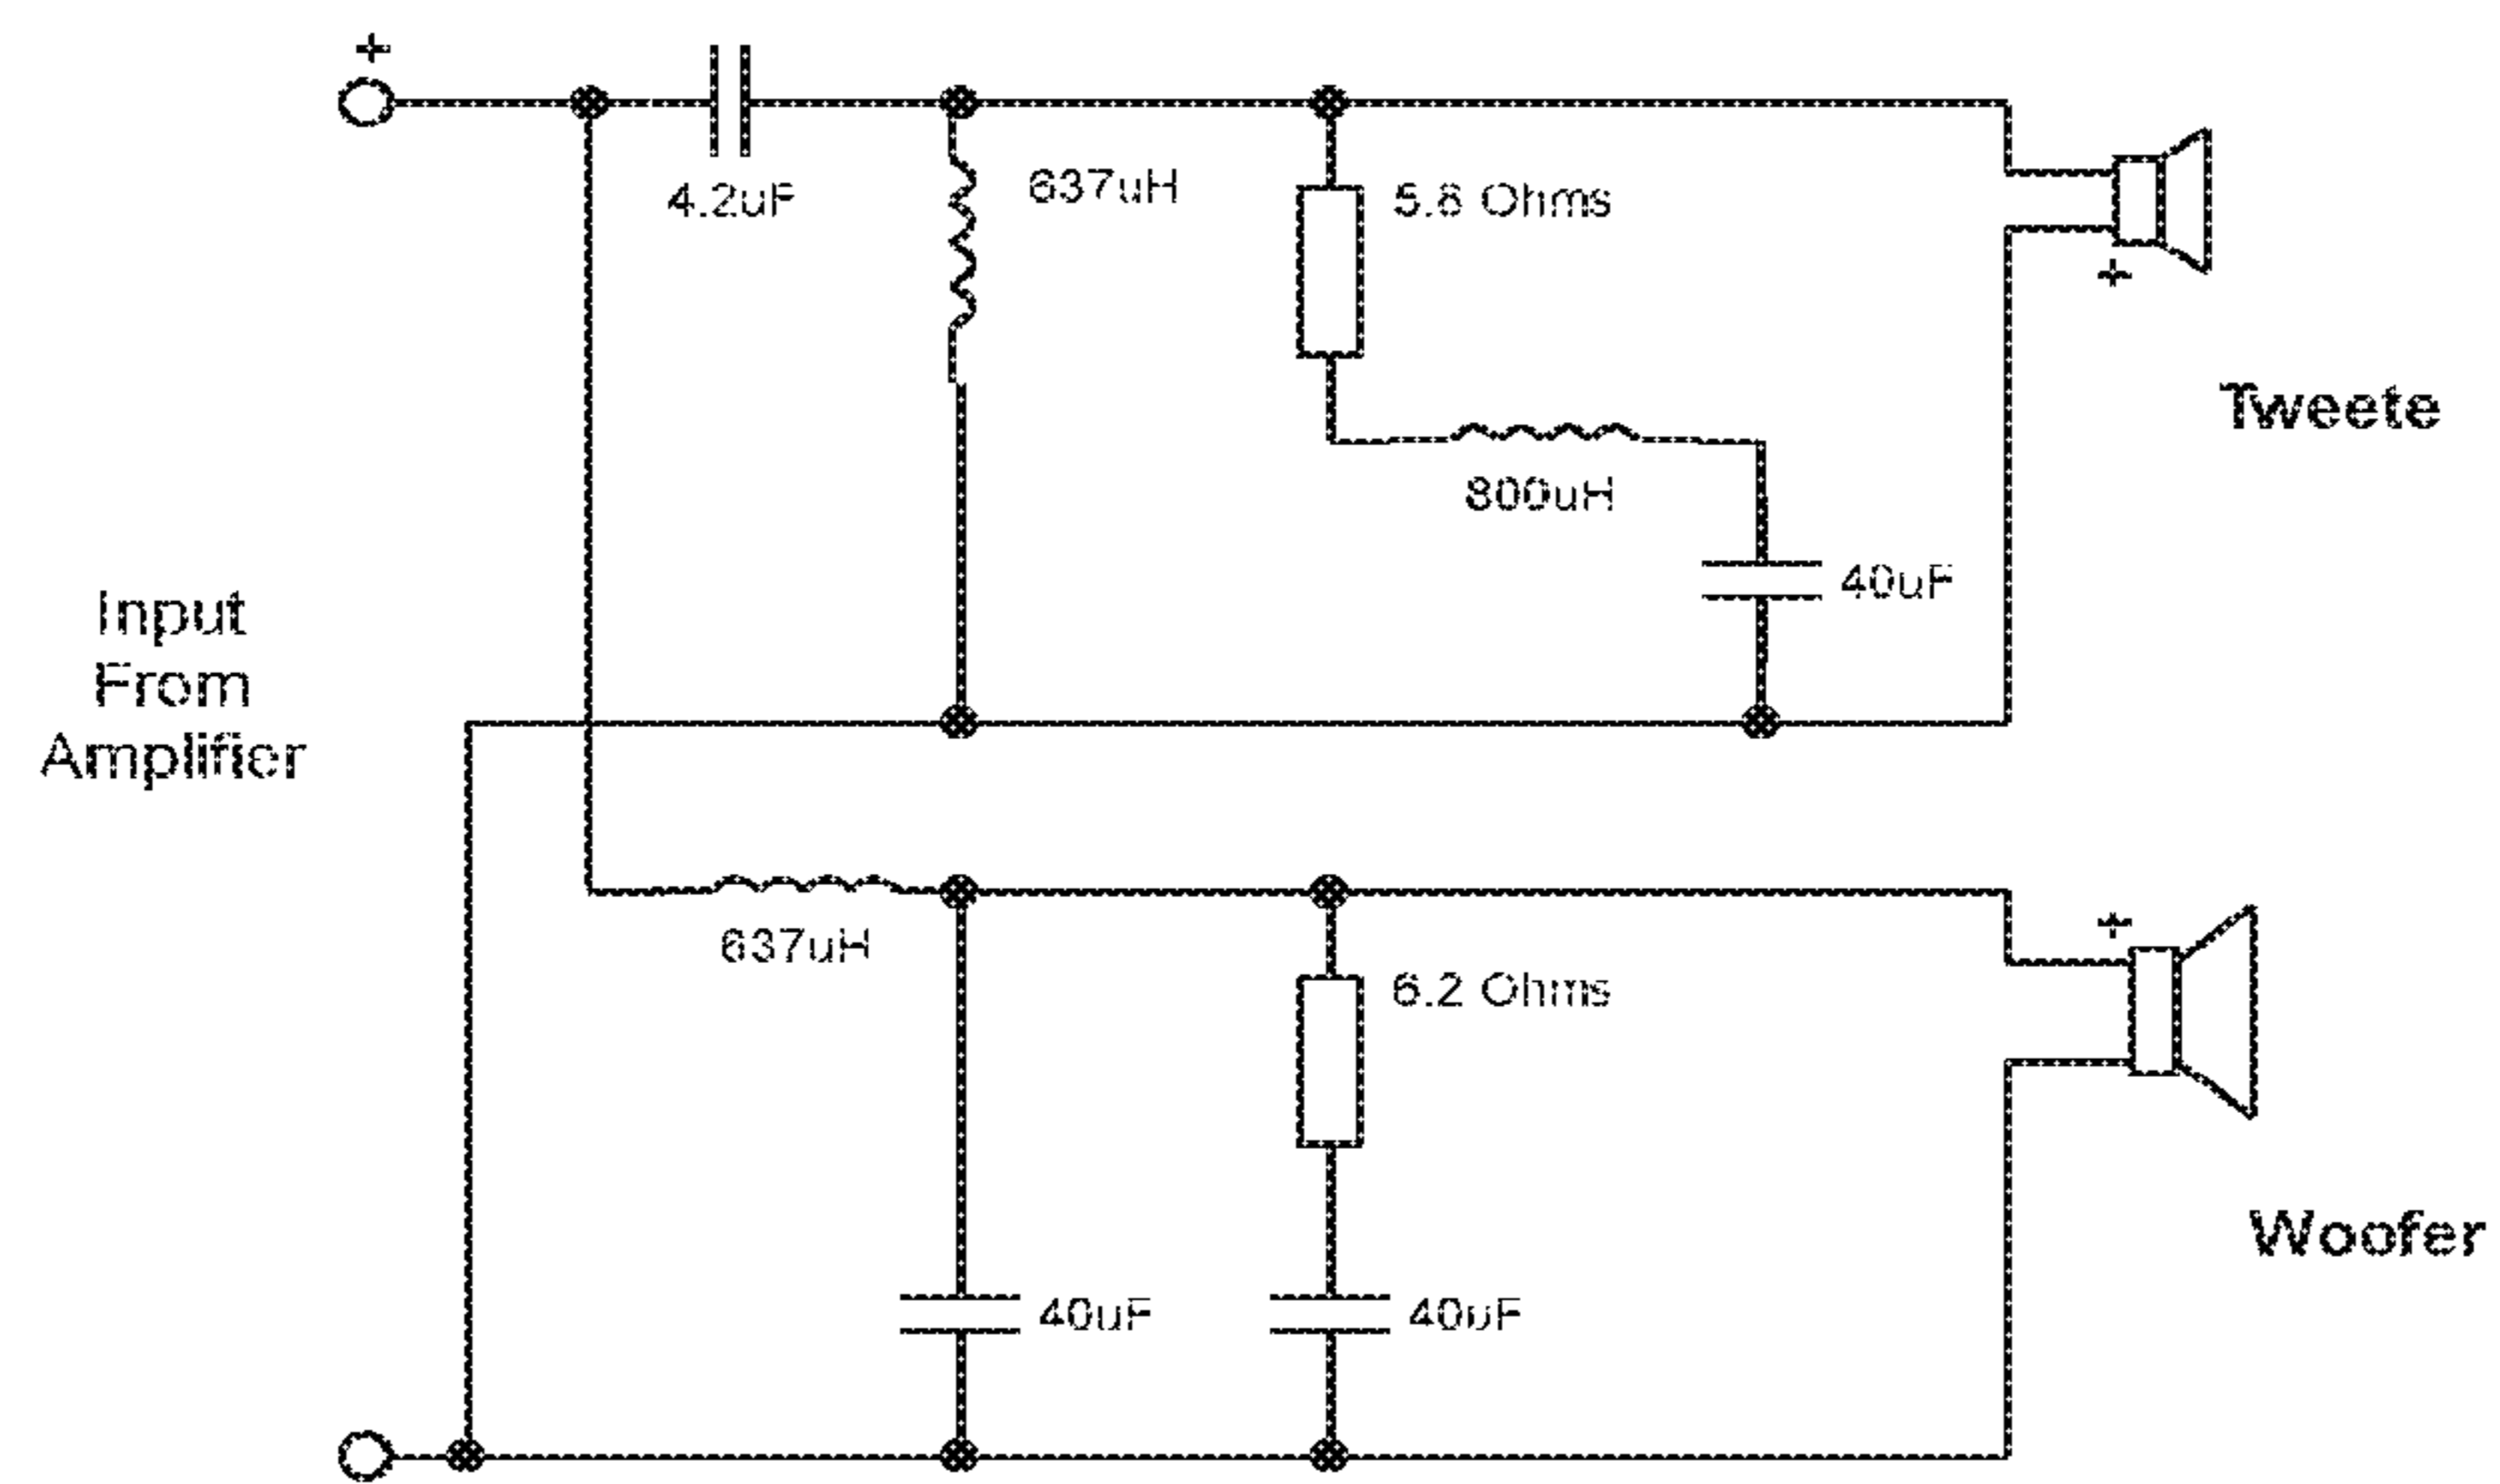 +
4.2uF
637uH
5.6 Ohms
+
Tweete
800uH
40uF
Input
From
Amplifier
637uH
+
6.2 Ohms
Woofer
40uF
40uF